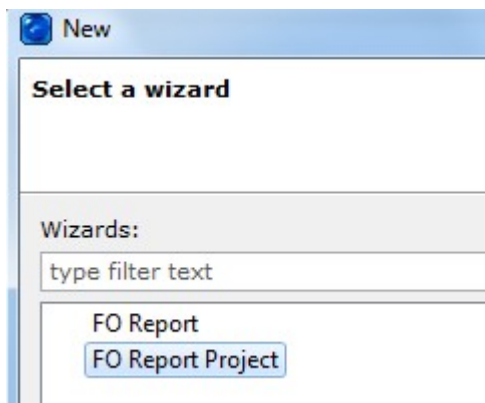 New
Select a wizard
Wizards:
type filter text
FO Report
FO Report Project